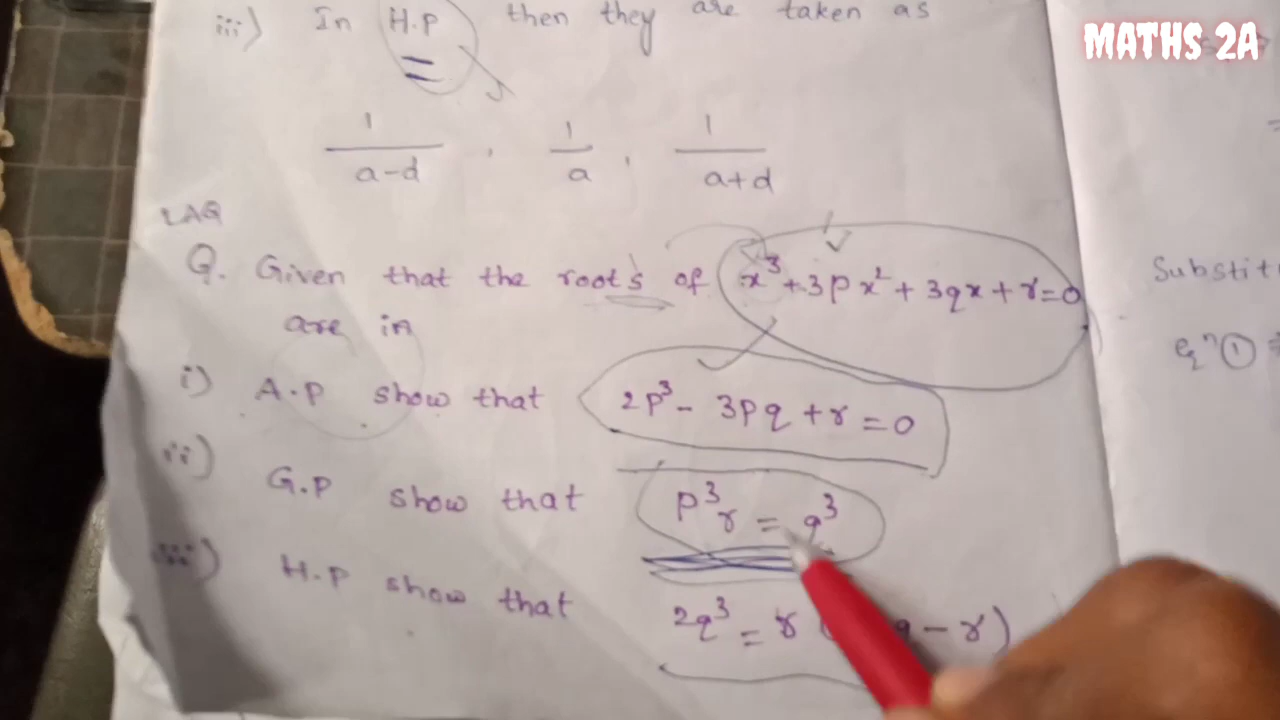 MATHS 2A
iii) In H.P then they are taken as
1/(a-d) , 1/a , 1/(a+d)
LAQ
Q. Given that the roots of x³ + 3px² + 3qx + r = 0
are in
i) A.P show that 2p³ - 3pq + r = 0
ii) G.P show that p³r = q³
iii) H.P show that 2q³ = r ( q - r)
eqⁿ ①